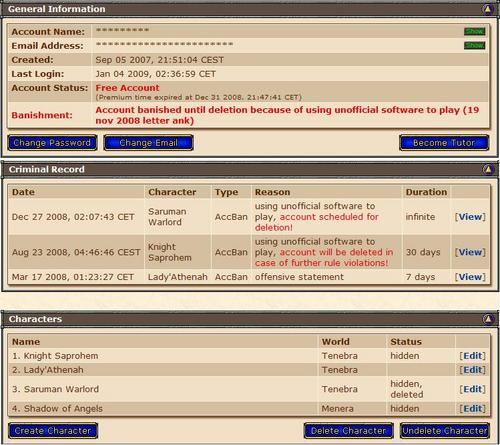 General Information
Account Name: *********
Show
Email Address: ***********************
Show
Created: Sep 05 2007, 21:51:04 CEST
Last Login: Jan 04 2009, 02:36:59 CET
Account Status: Free Account
(Premium time expired at Dec 31 2008, 21:47:41 CET)
Banishment: Account banished until deletion because of using unofficial software to play (19
nov 2008 letter ank)
Change Password Change Email Become Tutor
Criminal Record
Date Character Type Reason Duration
Dec 27 2008, 02:07:43 CET Saruman Warlord AccBan using unofficial software to play, account scheduled for deletion! infinite [View]
Aug 23 2008, 04:46:46 CEST Knight Saprohem AccBan using unofficial software to play, account will be deleted in case of further rule violations! 30 days [View]
Mar 17 2008, 01:23:27 CET Lady'Athenah AccBan offensive statement 7 days [View]
Characters
Name World Status
1. Knight Saprohem Tenebra hidden [Edit]
2. Lady'Athenah Tenebra [Edit]
3. Saruman Warlord Tenebra hidden, deleted [Edit]
4. Shadow of Angels Menera hidden [Edit]
Create Character Delete Character Undelete Character